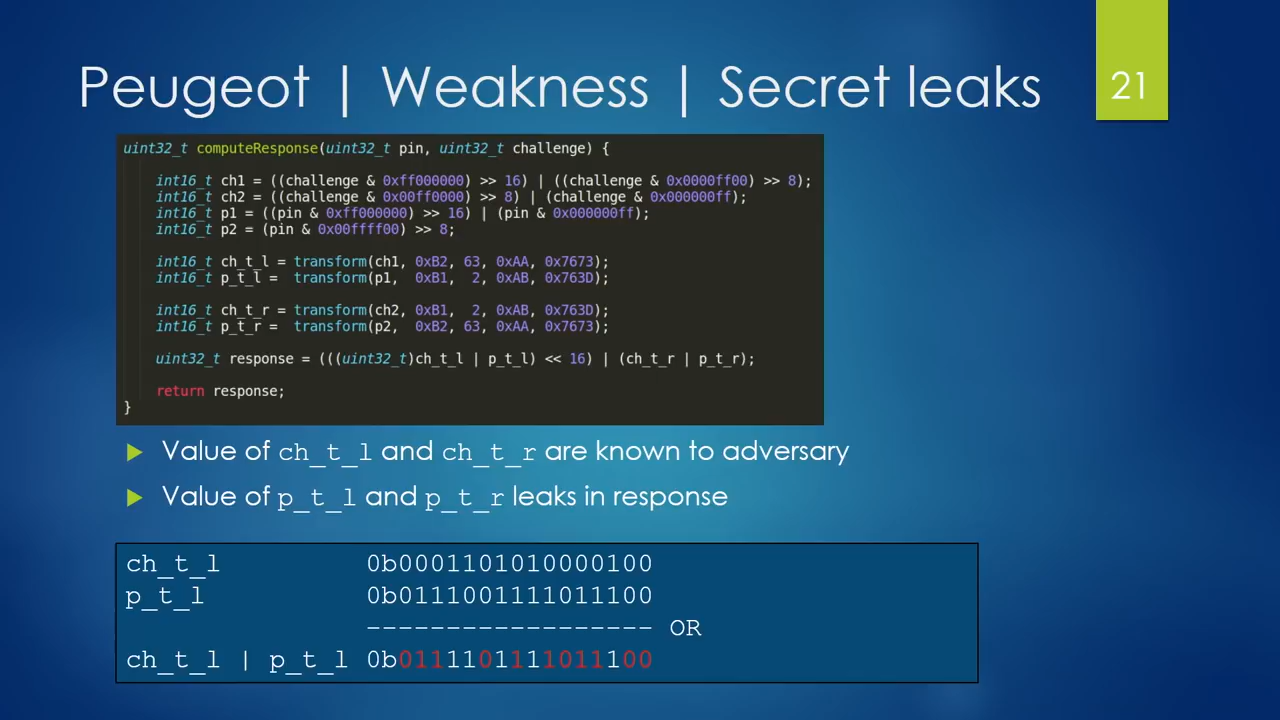 Peugeot | Weakness | Secret leaks
21
uint32_t computeResponse(uint32_t pin, uint32_t challenge) {
int16_t ch1 = ((challenge & 0xff000000) >> 16) | ((challenge & 0x0000ff00) >> 8);
int16_t ch2 = ((challenge & 0x00ff0000) >> 8) | (challenge & 0x000000ff);
int16_t p1 = ((pin & 0xff000000) >> 16) | (pin & 0x000000ff);
int16_t p2 = (pin & 0x00ffff00) >> 8;
int16_t ch_t_l = transform(ch1, 0xB2, 63, 0xAA, 0x7673);
int16_t p_t_l = transform(p1, 0xB1, 2, 0xAB, 0x763D);
int16_t ch_t_r = transform(ch2, 0xB1, 2, 0xAB, 0x763D);
int16_t p_t_r = transform(p2, 0xB2, 63, 0xAA, 0x7673);
uint32_t response = (((uint32_t)ch_t_l | p_t_l) << 16) | (ch_t_r | p_t_r);
return response;
}
Value of ch_t_l and ch_t_r are known to adversary
Value of p_t_l and p_t_r leaks in response
ch_t_l 0b0001101010000100
p_t_l 0b0111001111011100
------------------ OR
ch_t_l | p_t_l 0b0111101111011100